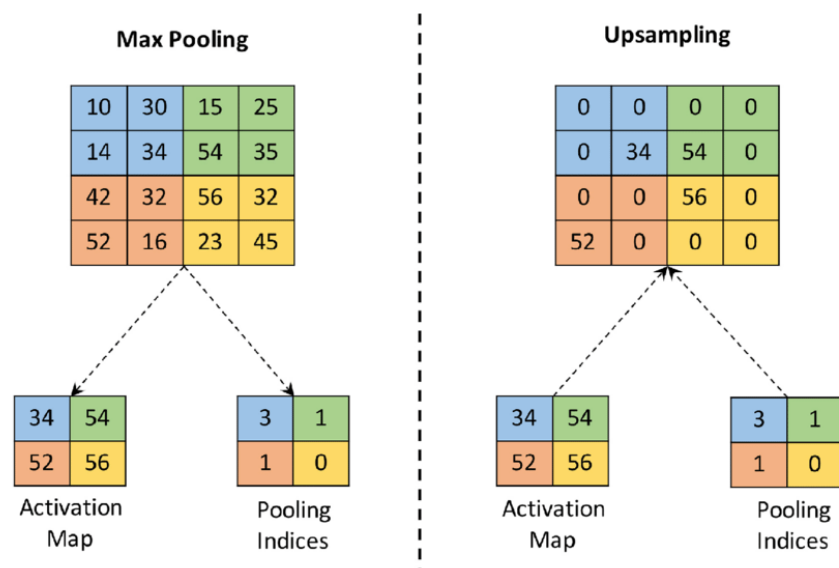 Max Pooling
10 30 15 25
14 34 54 35
42 32 56 32
52 16 23 45
34 54
52 56
Activation
Map
3 1
1 0
Pooling
Indices
Upsampling
0 0 0 0
0 34 54 0
0 0 56 0
52 0 0 0
34 54
52 56
Activation
Map
3 1
1 0
Pooling
Indices